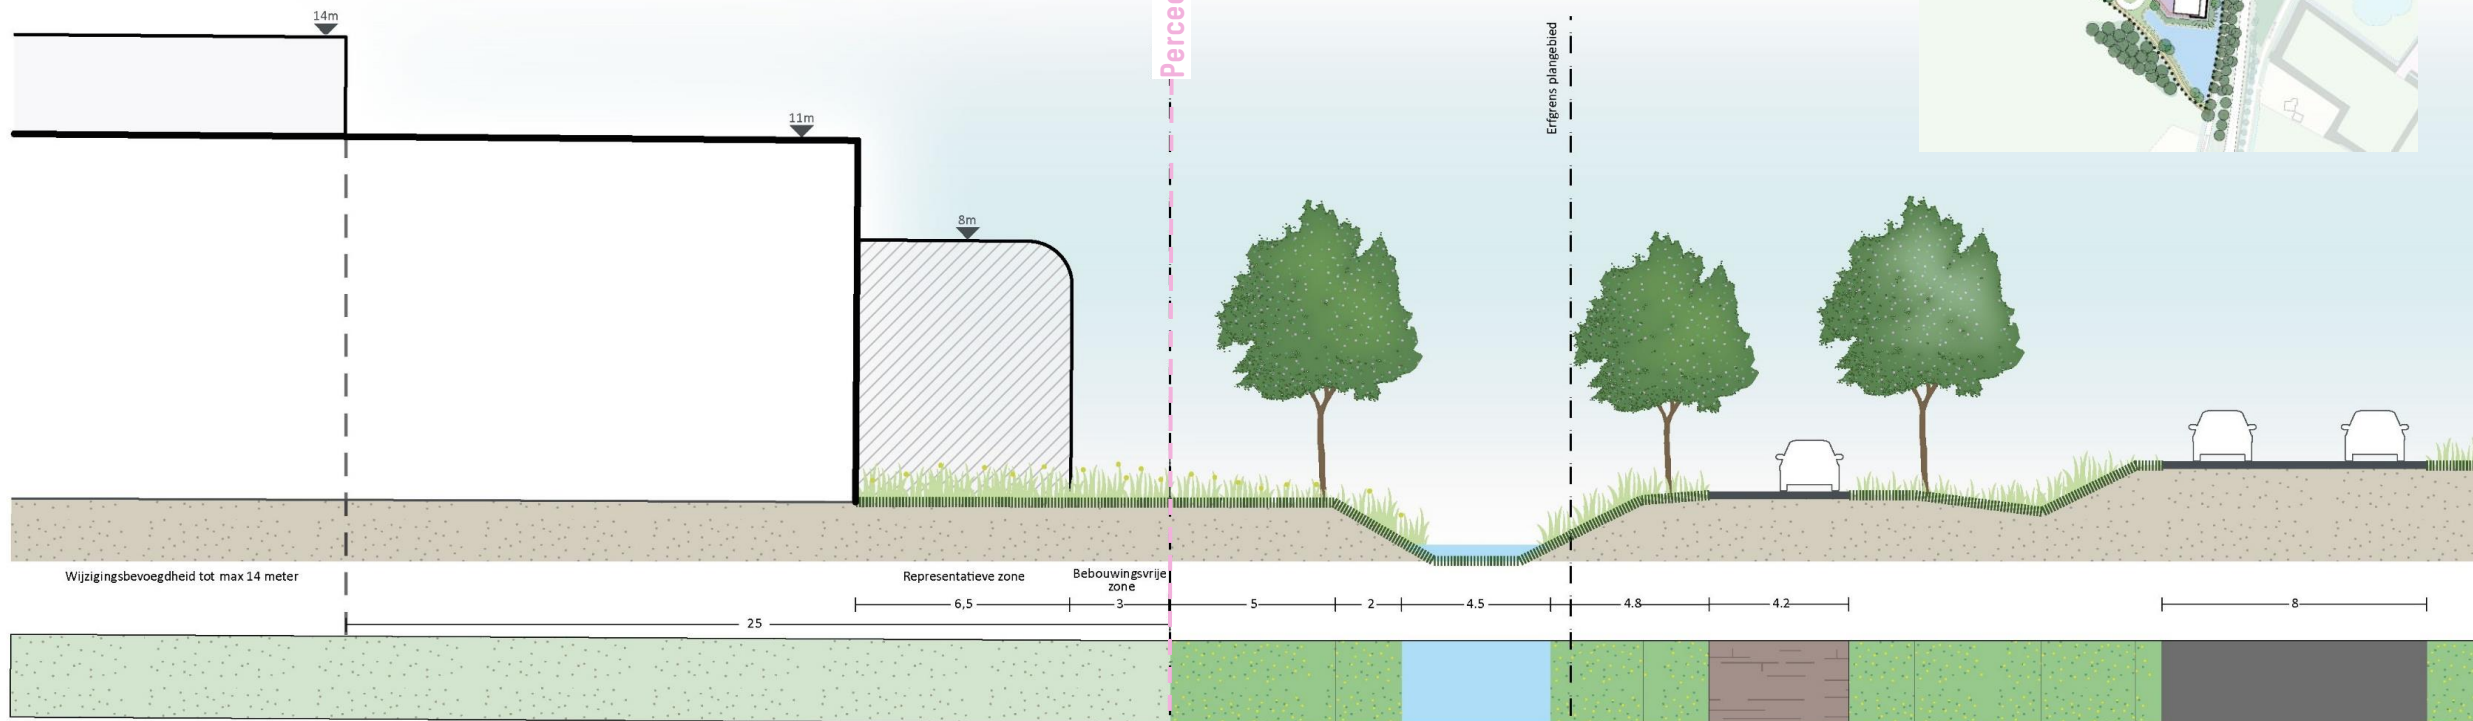 14m
11m
8m
Erfgrens plangebied
Wijzigingsbevoegdheid tot max 14 meter
Representatieve zone
Bebouwingsvrije
zone
6,5
3
5
2
4.5
4.8
4.2
8
25